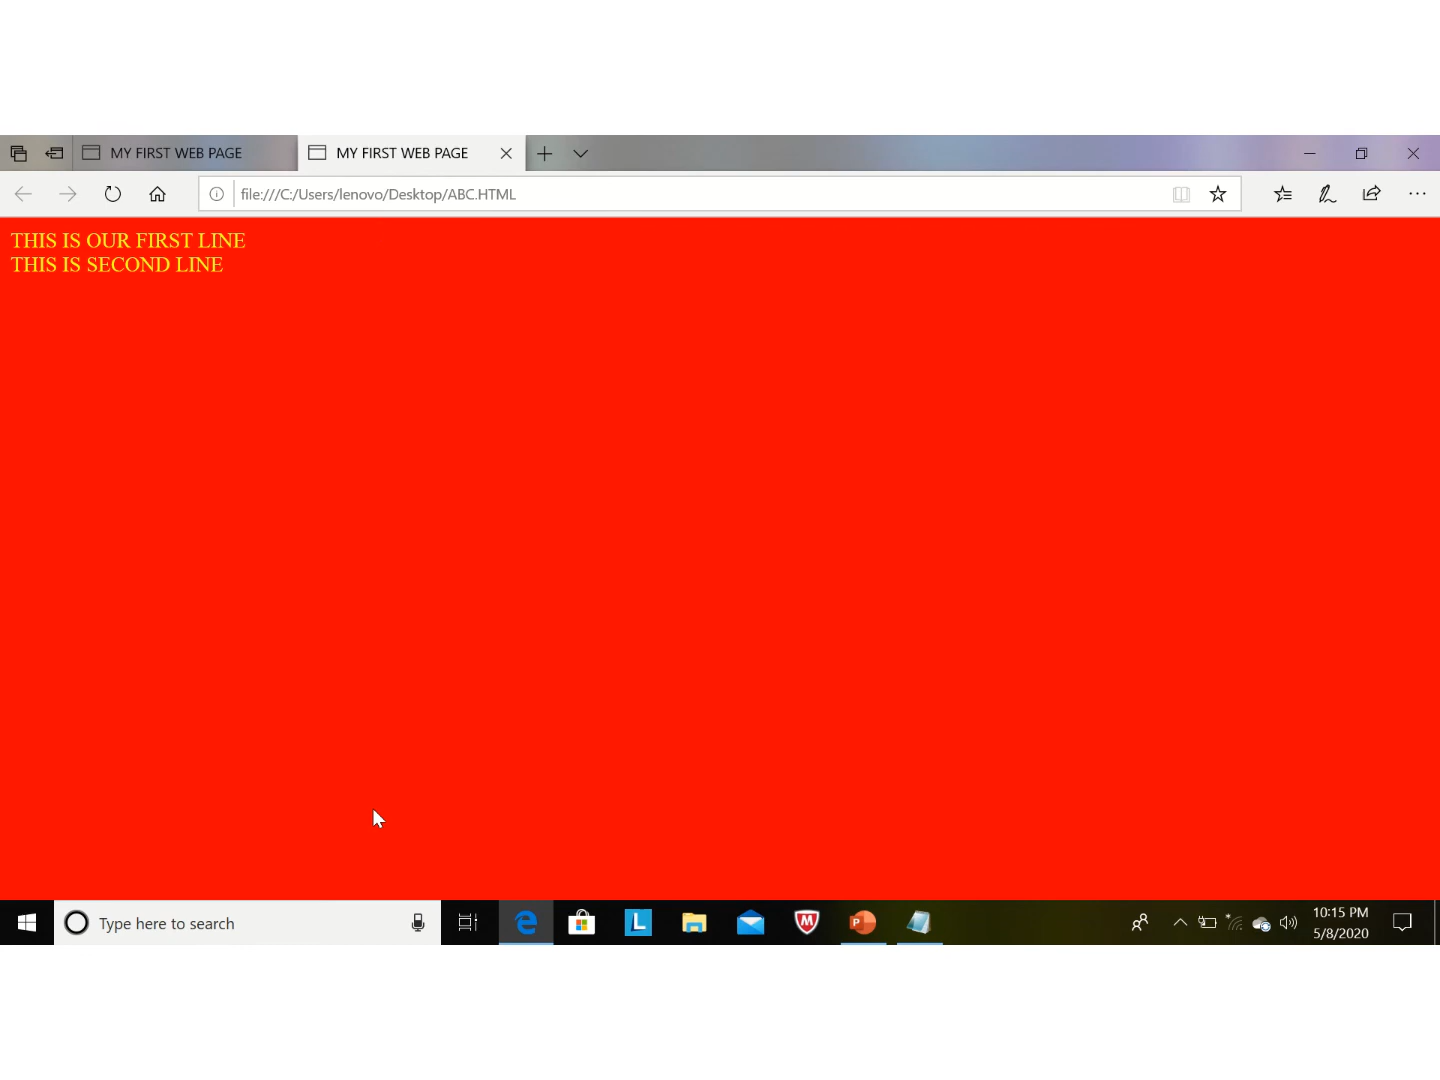 MY FIRST WEB PAGE
MY FIRST WEB PAGE
file:///C:/Users/lenovo/Desktop/ABC.HTML
THIS IS OUR FIRST LINE
THIS IS SECOND LINE
Type here to search
10:15 PM
5/8/2020